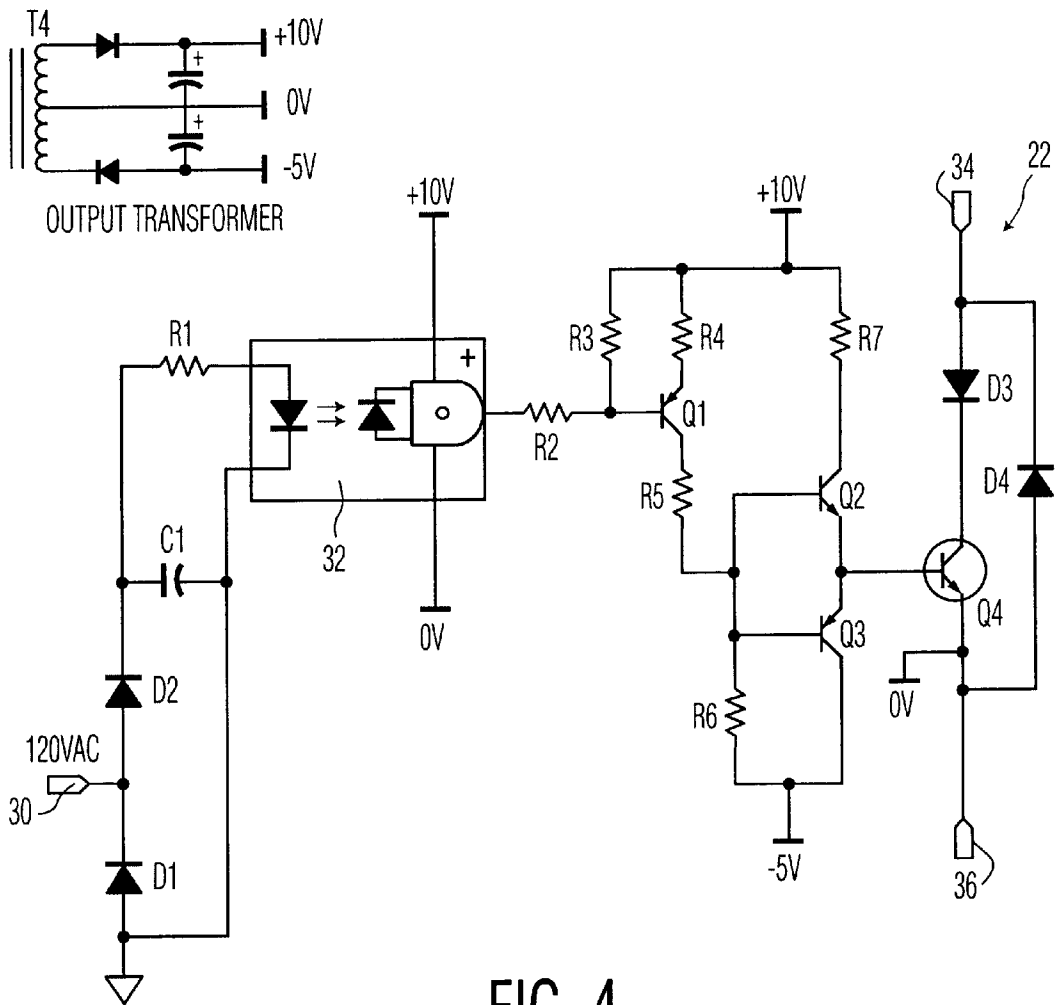 T4
+10V
+
0V
+
-5V
OUTPUT TRANSFORMER
+10V
+10V
34
22
R1
+
R3
R4
R7
D3
Q1
R2
D4
R5
Q2
C1
32
Q4
0V
Q3
D2
R6
0V
120VAC
30
D1
-5V
36
FIG. 4